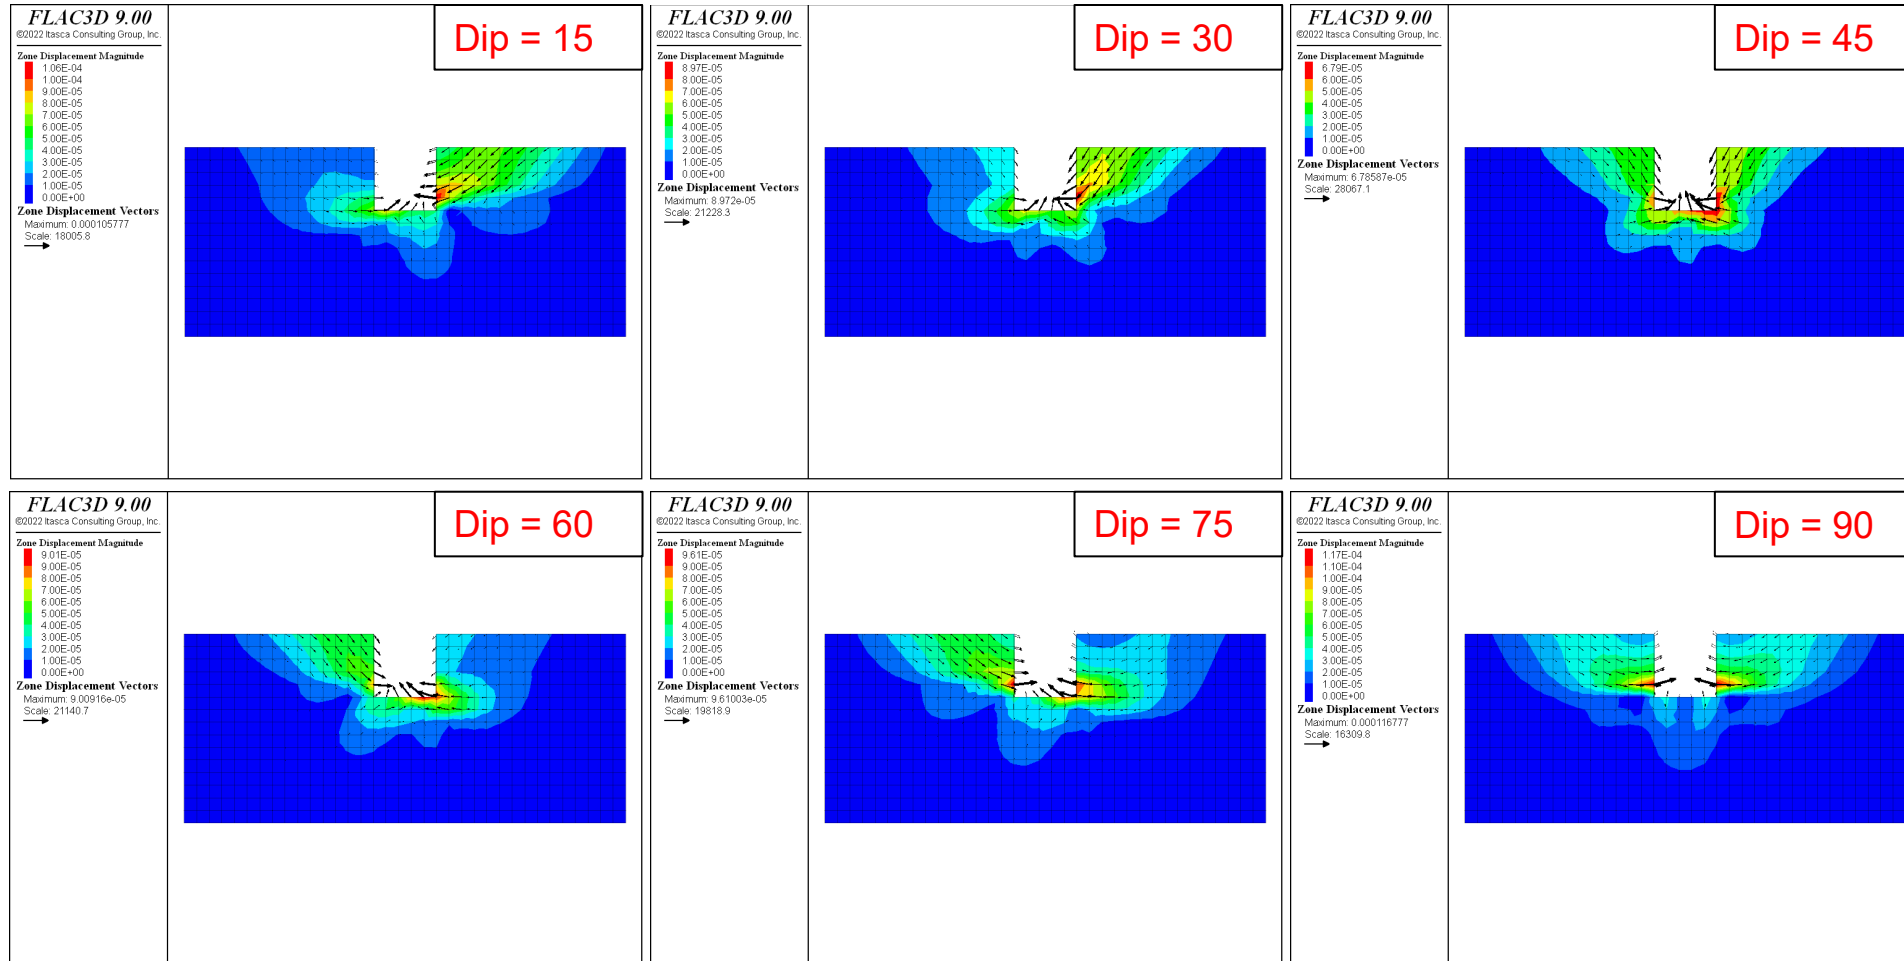 FLAC3D 9.00
©2022 Itasca Consulting Group, Inc.
Zone Displacement Magnitude
1.06E-04
1.00E-04
9.00E-05
8.00E-05
7.00E-05
6.00E-05
5.00E-05
4.00E-05
3.00E-05
2.00E-05
1.00E-05
0.00E+00
Zone Displacement Vectors
Maximum: 0.000105777
Scale: 18005.8
Dip = 15
FLAC3D 9.00
©2022 Itasca Consulting Group, Inc.
Zone Displacement Magnitude
8.97E-05
8.00E-05
7.00E-05
6.00E-05
5.00E-05
4.00E-05
3.00E-05
2.00E-05
1.00E-05
0.00E+00
Zone Displacement Vectors
Maximum: 8.972e-05
Scale: 21228.3
Dip = 30
FLAC3D 9.00
©2022 Itasca Consulting Group, Inc.
Zone Displacement Magnitude
6.79E-05
6.00E-05
5.00E-05
4.00E-05
3.00E-05
2.00E-05
1.00E-05
0.00E+00
Zone Displacement Vectors
Maximum: 6.78587e-05
Scale: 28067.1
Dip = 45
FLAC3D 9.00
©2022 Itasca Consulting Group, Inc.
Zone Displacement Magnitude
9.01E-05
9.00E-05
8.00E-05
7.00E-05
6.00E-05
5.00E-05
4.00E-05
3.00E-05
2.00E-05
1.00E-05
0.00E+00
Zone Displacement Vectors
Maximum: 9.00916e-05
Scale: 21140.7
Dip = 60
FLAC3D 9.00
©2022 Itasca Consulting Group, Inc.
Zone Displacement Magnitude
9.61E-05
9.00E-05
8.00E-05
7.00E-05
6.00E-05
5.00E-05
4.00E-05
3.00E-05
2.00E-05
1.00E-05
0.00E+00
Zone Displacement Vectors
Maximum: 9.61003e-05
Scale: 19818.9
Dip = 75
FLAC3D 9.00
©2022 Itasca Consulting Group, Inc.
Zone Displacement Magnitude
1.17E-04
1.10E-04
1.00E-04
9.00E-05
8.00E-05
7.00E-05
6.00E-05
5.00E-05
4.00E-05
3.00E-05
2.00E-05
1.00E-05
0.00E+00
Zone Displacement Vectors
Maximum: 0.000116777
Scale: 16309.8
Dip = 90